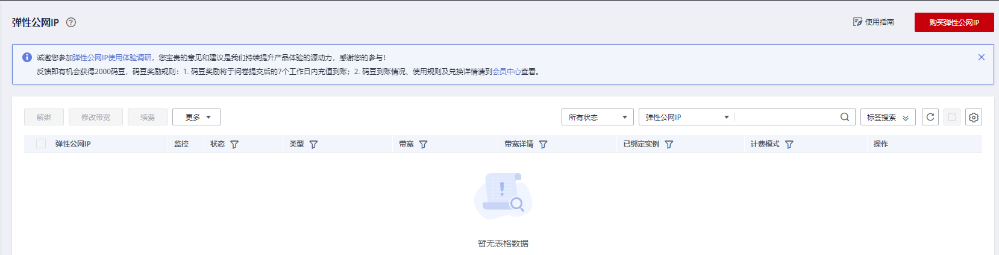 弹性公网IP
使用指南
购买弹性公网IP
诚邀您参加弹性公网IP使用体验调研，您宝贵的意见和建议是我们持续提升产品体验的源动力，感谢您的参与！
反馈即有机会获得2000码豆，码豆奖励规则：1. 码豆奖励将于问卷提交后的7个工作日内充值到账；2. 码豆到账情况、使用规则及兑换详情请到会员中心查看。
解绑 修改带宽 续费 更多 所有状态 弹性公网IP 标签搜索
弹性公网IP 监控 状态 类型 带宽 带宽详情 已绑定实例 计费模式 操作
暂无表格数据